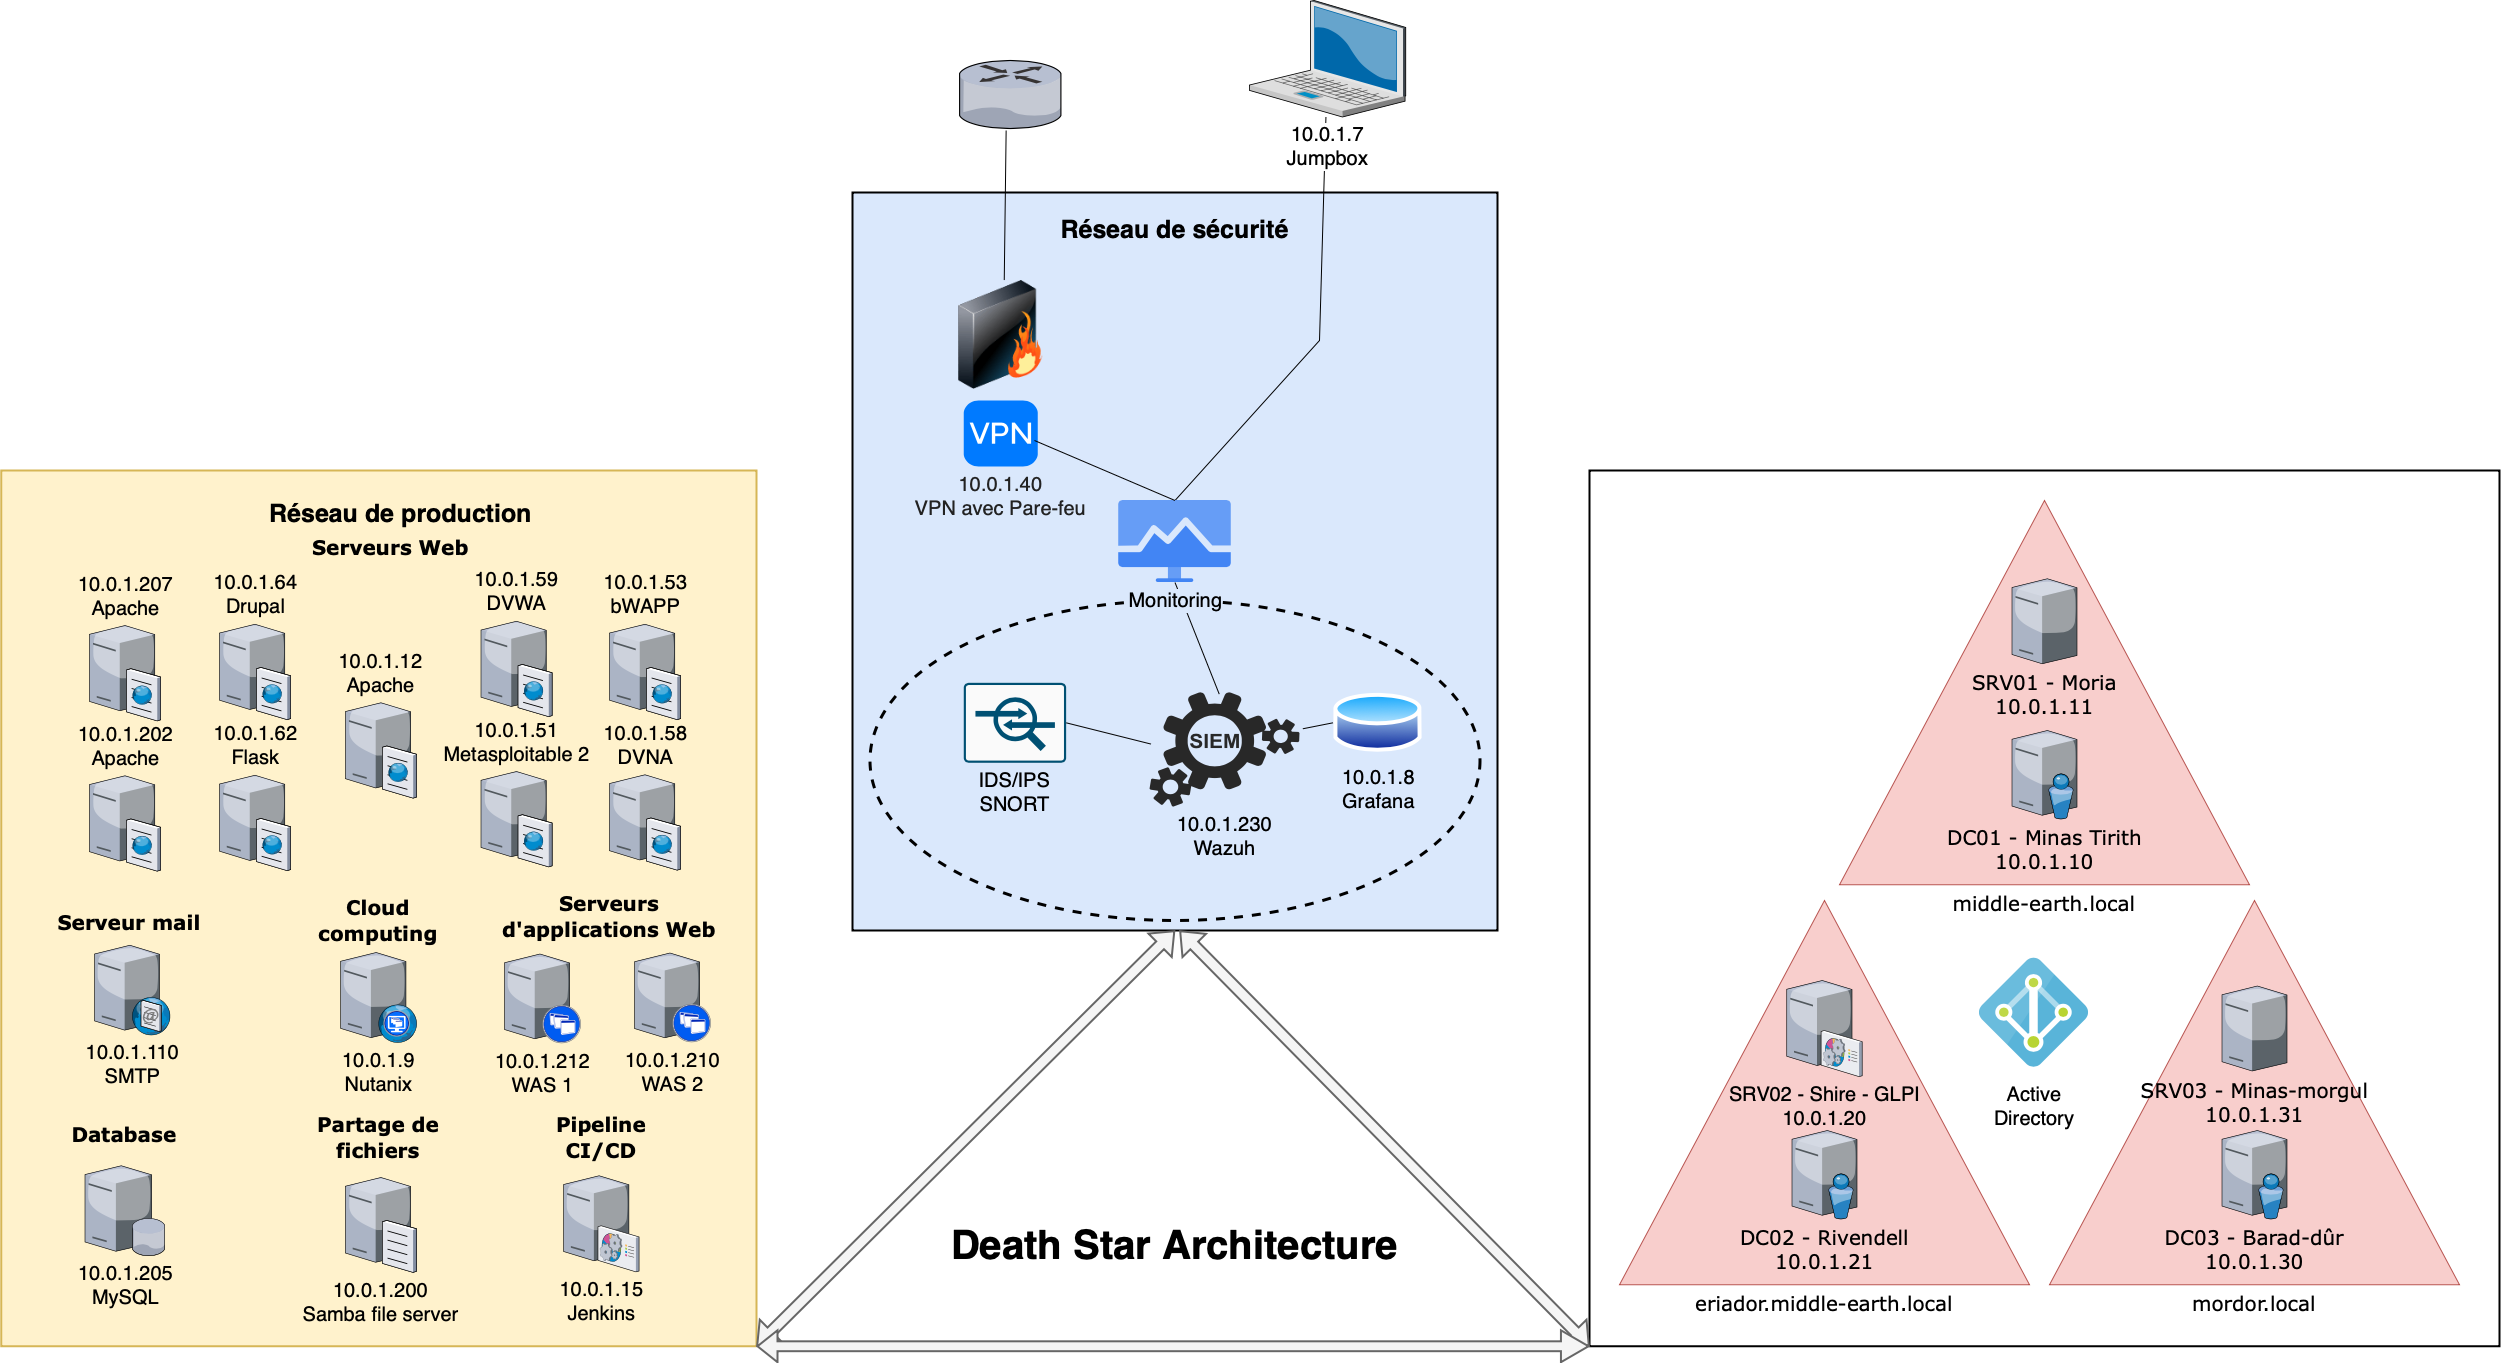 10.0.1.7
Jumpbox
Réseau de sécurité
VPN
10.0.1.40
VPN avec Pare-feu
Monitoring
IDS/IPS
SNORT
SIEM
10.0.1.230
Wazuh
10.0.1.8
Grafana
Réseau de production
Serveurs Web
10.0.1.207
Apache
10.0.1.64
Drupal
10.0.1.12
Apache
10.0.1.59
DVWA
10.0.1.53
bWAPP
10.0.1.202
Apache
10.0.1.62
Flask
10.0.1.51
Metasploitable 2
10.0.1.58
DVNA
Serveur mail
10.0.1.110
SMTP
Cloud
computing
10.0.1.9
Nutanix
Serveurs
d'applications Web
10.0.1.212
WAS 1
10.0.1.210
WAS 2
Database
10.0.1.205
MySQL
Partage de
fichiers
10.0.1.200
Samba file server
Pipeline
CI/CD
10.0.1.15
Jenkins
Death Star Architecture
SRV01 - Moria
10.0.1.11
DC01 - Minas Tirith
10.0.1.10
middle-earth.local
SRV02 - Shire - GLPI
10.0.1.20
DC02 - Rivendell
10.0.1.21
eriador.middle-earth.local
Active
Directory
SRV03 - Minas-morgul
10.0.1.31
DC03 - Barad-dûr
10.0.1.30
mordor.local